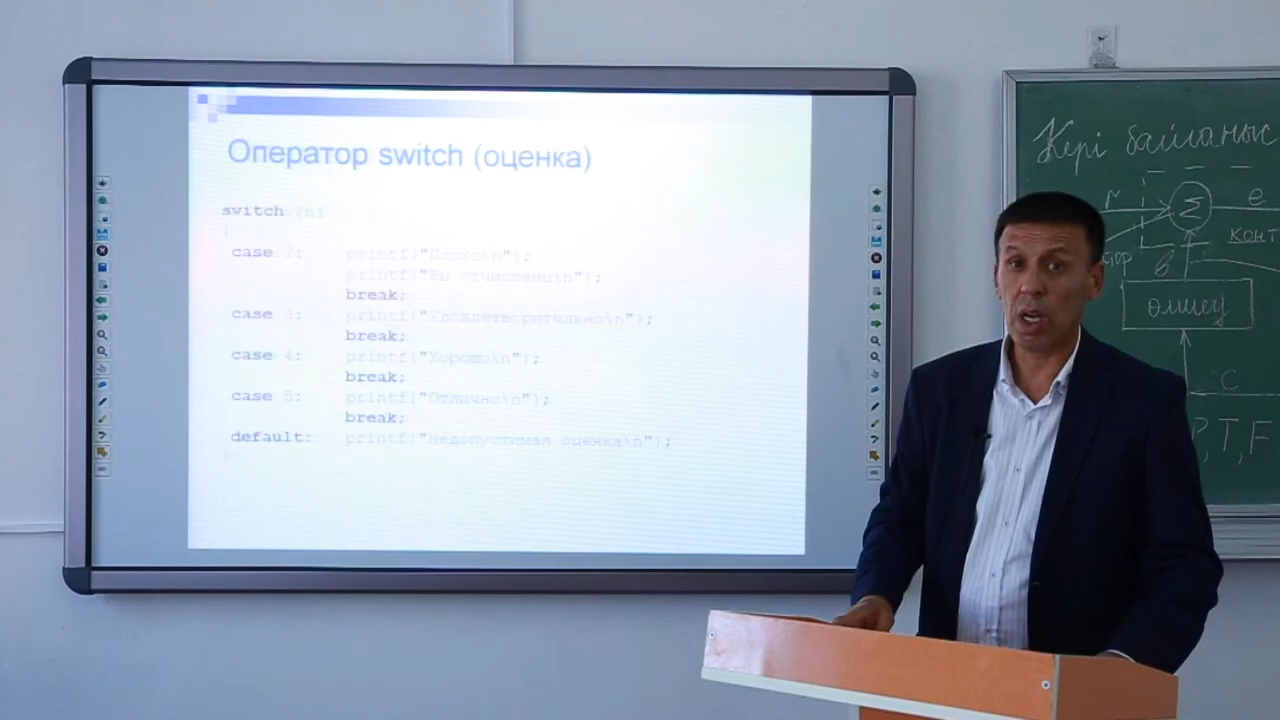 Оператор switch (оценка)
switch (n)
{
case 2: printf("Плохо\n");
printf("Вы отчислены\n");
break;
case 3: printf("Удовлетворительно\n");
break;
case 4: printf("Хорошо\n");
break;
case 5: printf("Отлично\n");
break;
default: printf("Недопустимая оценка\n");
}
Кері байланыс
r Σ e
конт
в
өлшеу
C
P, T, F